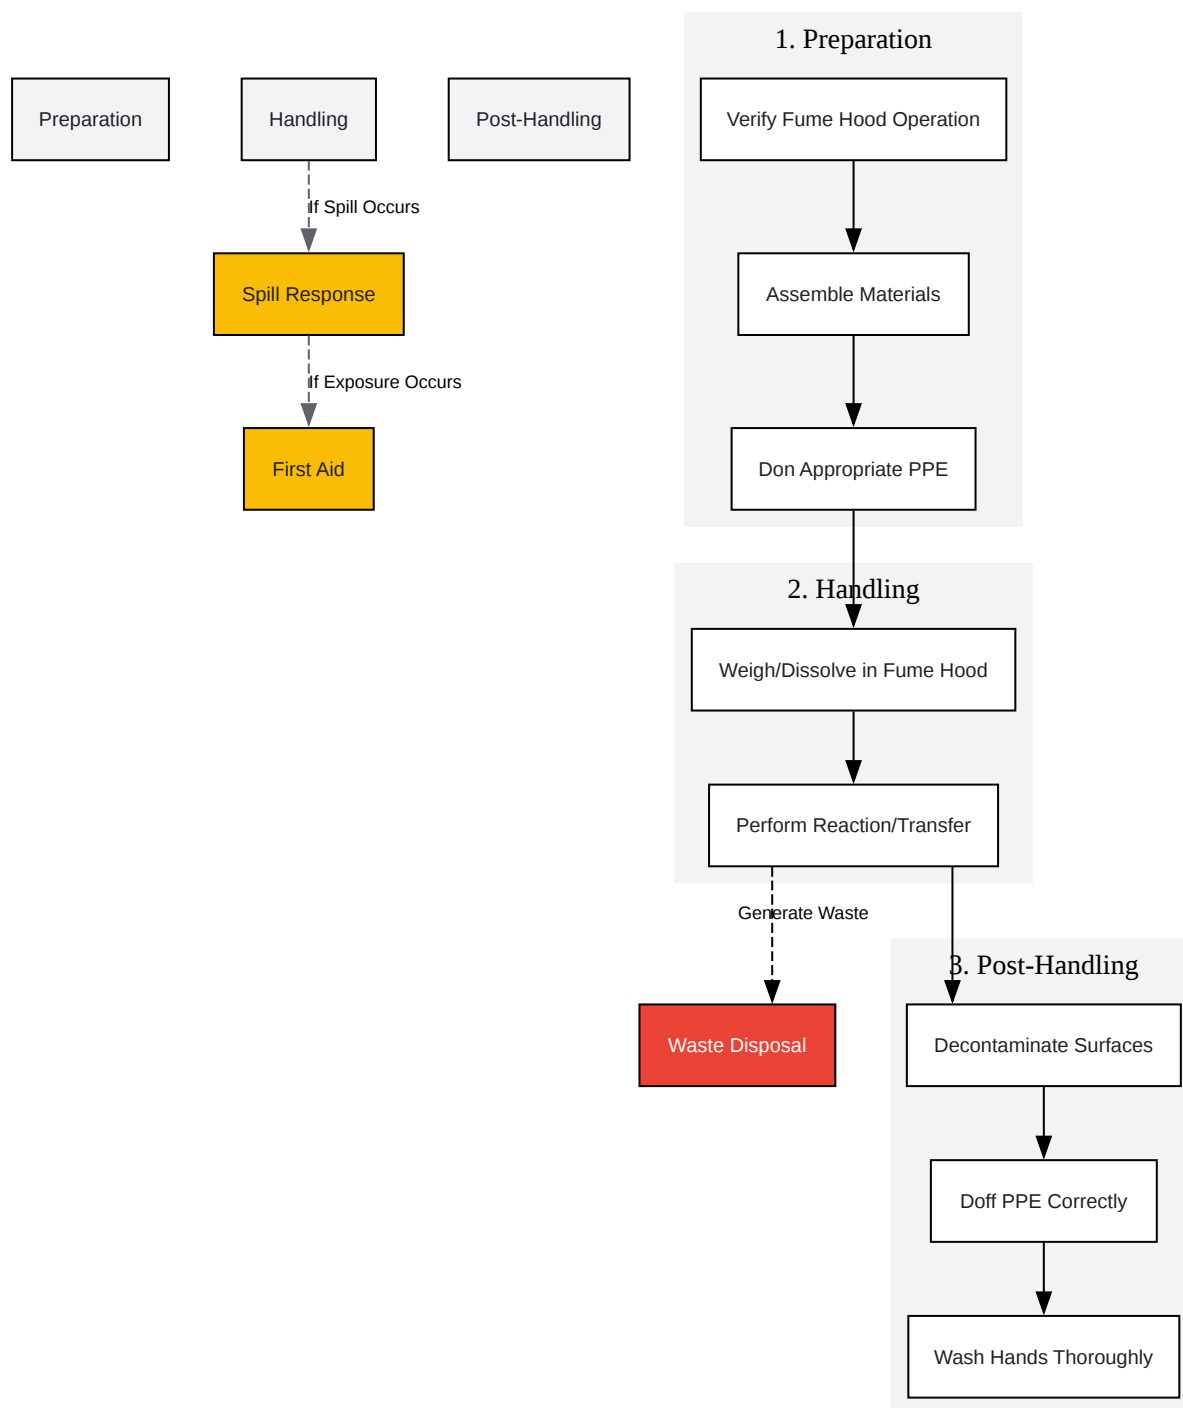 1. Preparation
Preparation
Handling
Post-Handling
Verify Fume Hood Operation
If Spill Occurs
Spill Response
Assemble Materials
If Exposure Occurs
First Aid
Don Appropriate PPE
2. Handling
Weigh/Dissolve in Fume Hood
Perform Reaction/Transfer
Generate Waste
3. Post-Handling
Waste Disposal
Decontaminate Surfaces
Doff PPE Correctly
Wash Hands Thoroughly